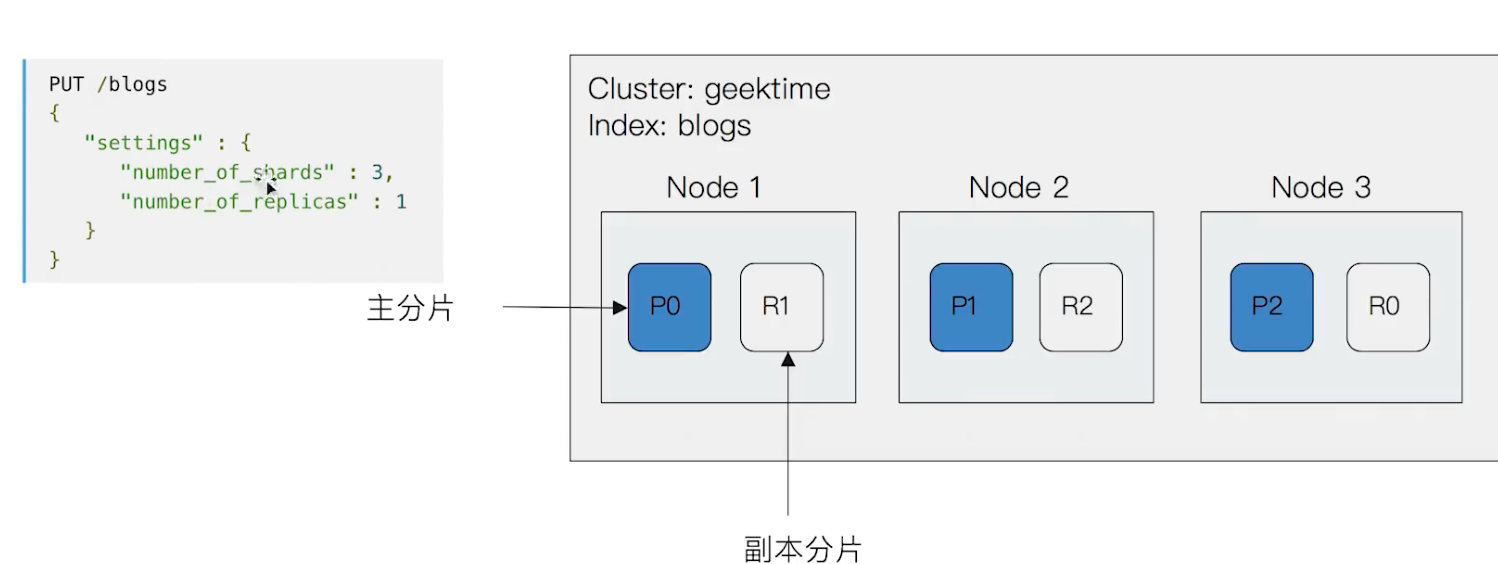 PUT /blogs
{
"settings" : {
"number_of_shards" : 3,
"number_of_replicas" : 1
}
}
主分片
Cluster: geektime
Index: blogs
Node 1
Node 2
Node 3
P0
R1
P1
R2
P2
R0
副本分片